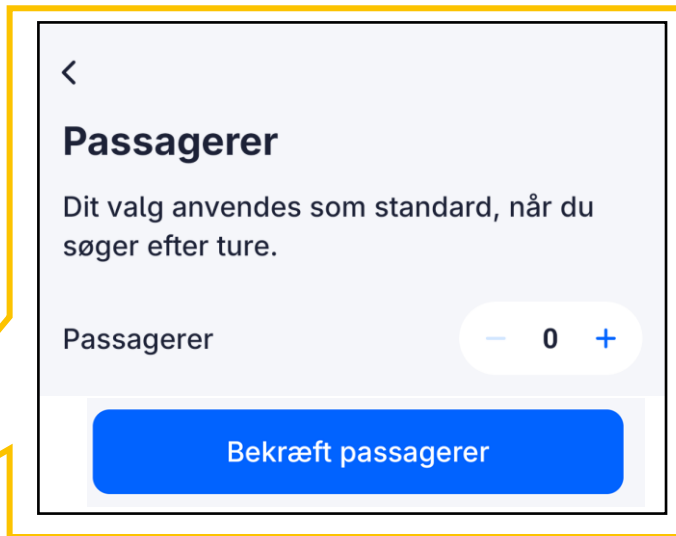 Passagerer
Dit valg anvendes som standard, når du
søger efter ture.
Passagerer − 0 +
Bekræft passagerer